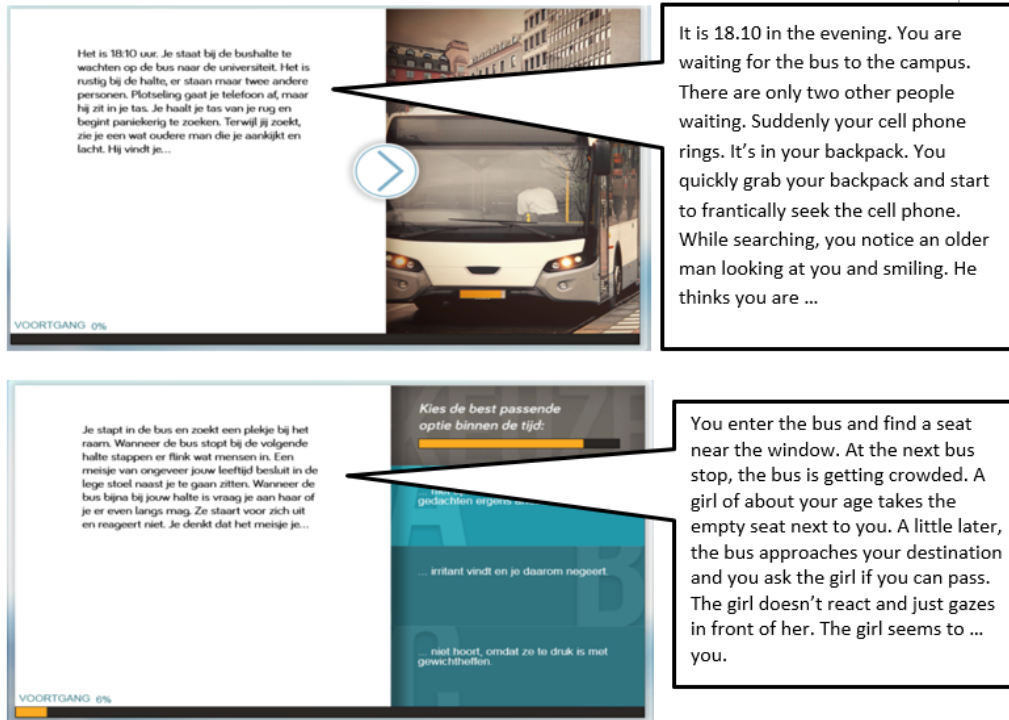 Het is 18:10 uur. Je staat bij de bushalte te
wachten op de bus naar de universiteit. Het is
rustig bij de halte, er staan maar twee andere
personen. Plotseling gaat je telefoon af, maar
hij zit in je tas. Je haalt je tas van je rug en
begint paniekerig te zoeken. Terwijl jij zoekt,
zie je een wat oudere man die je aankijkt en
lacht. Hij vindt je...
VOORTGANG 0%
It is 18.10 in the evening. You are
waiting for the bus to the campus.
There are only two other people
waiting. Suddenly your cell phone
rings. It’s in your backpack. You
quickly grab your backpack and start
to frantically seek the cell phone.
While searching, you notice an older
man looking at you and smiling. He
thinks you are ...
Je stapt in de bus en zoekt een plekje bij het
raam. Wanneer de bus stopt bij de volgende
halte stappen er flink wat mensen in. Een
meisje van ongeveer jouw leeftijd besluit in de
lege stoel naast je te gaan zitten. Wanneer de
bus bijna bij jouw halte is vraag je aan haar of
je er even langs mag. Ze staart voor zich uit
en reageert niet. Je denkt dat het meisje je...
VOORTGANG 6%
KEUZE
Kies de best passende
optie binnen de tijd:
A
gedachten ergens
B
... irritant vindt en je daarom negeert.
C
... niet hoort, omdat ze te druk is met
gewichtheffen.
You enter the bus and find a seat
near the window. At the next bus
stop, the bus is getting crowded. A
girl of about your age takes the
empty seat next to you. A little later,
the bus approaches your destination
and you ask the girl if you can pass.
The girl doesn’t react and just gazes
in front of her. The girl seems to ...
you.